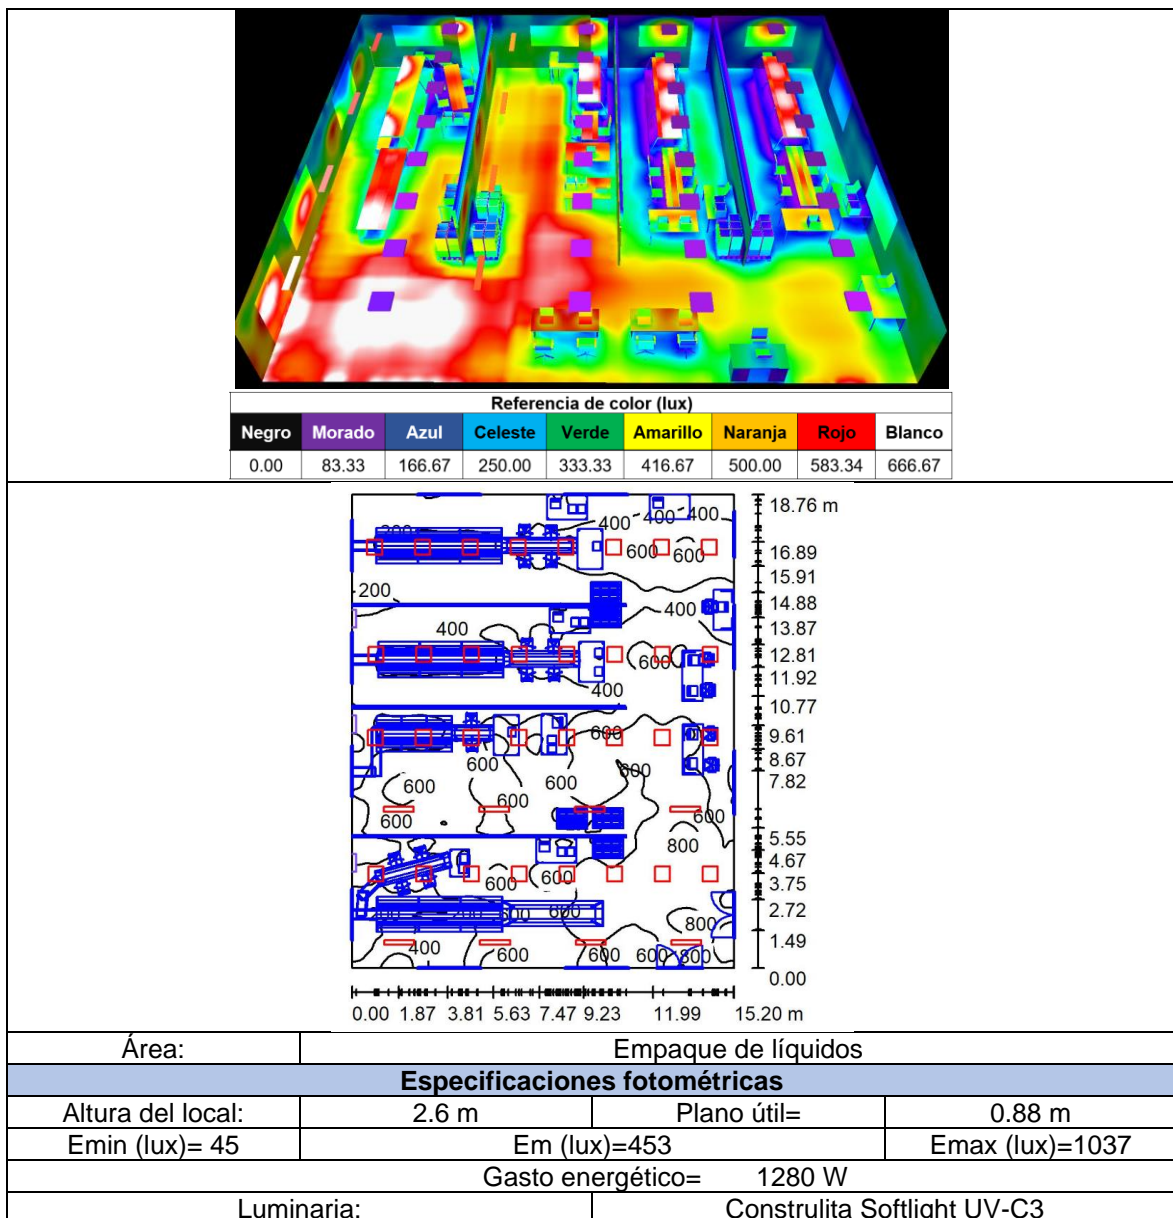 Referencia de color (lux)
Negro Morado Azul Celeste Verde Amarillo Naranja Rojo Blanco
0.00 83.33 166.67 250.00 333.33 416.67 500.00 583.34 666.67
18.76 m
400 400 400
200
600 600
16.89
15.91
200
14.88
400
13.87
400
12.81
600
11.92
400
10.77
600
9.61
600
600
8.67
600
600
7.82
600
600
600
5.55
800
4.67
600
600
3.75
200 200 600 600
2.72
800
1.49
400 600 600 600 800
0.00
0.00 1.87 3.81 5.63 7.47 9.23 11.99 15.20 m
Área: Empaque de líquidos
Especificaciones fotométricas
Altura del local: 2.6 m Plano útil= 0.88 m
Emin (lux)= 45 Em (lux)=453 Emax (lux)=1037
Gasto energético= 1280 W
Luminaria: Construlita Softlight UV-C3